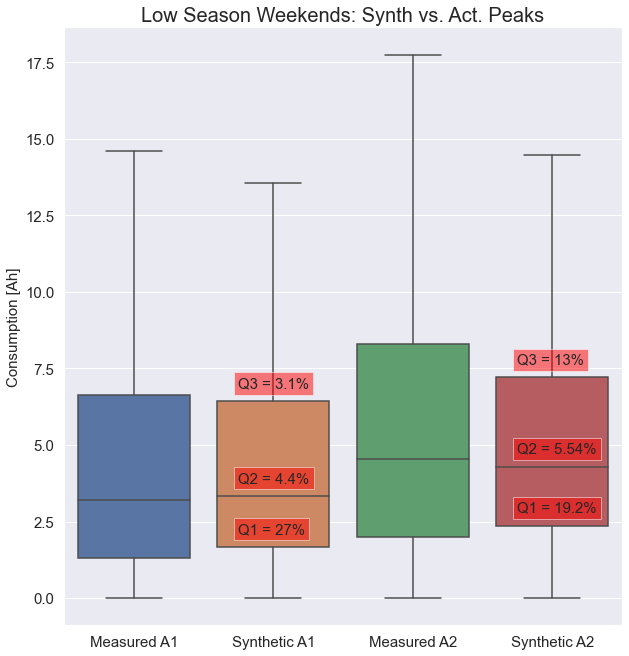 Low Season Weekends: Synth vs. Act. Peaks
Consumption [Ah]
17.5
15.0
12.5
10.0
7.5
5.0
2.5
0.0
Q3 = 3.1%
Q2 = 4.4%
Q1 = 27%
Q3 = 13%
Q2 = 5.54%
Q1 = 19.2%
Measured A1
Synthetic A1
Measured A2
Synthetic A2